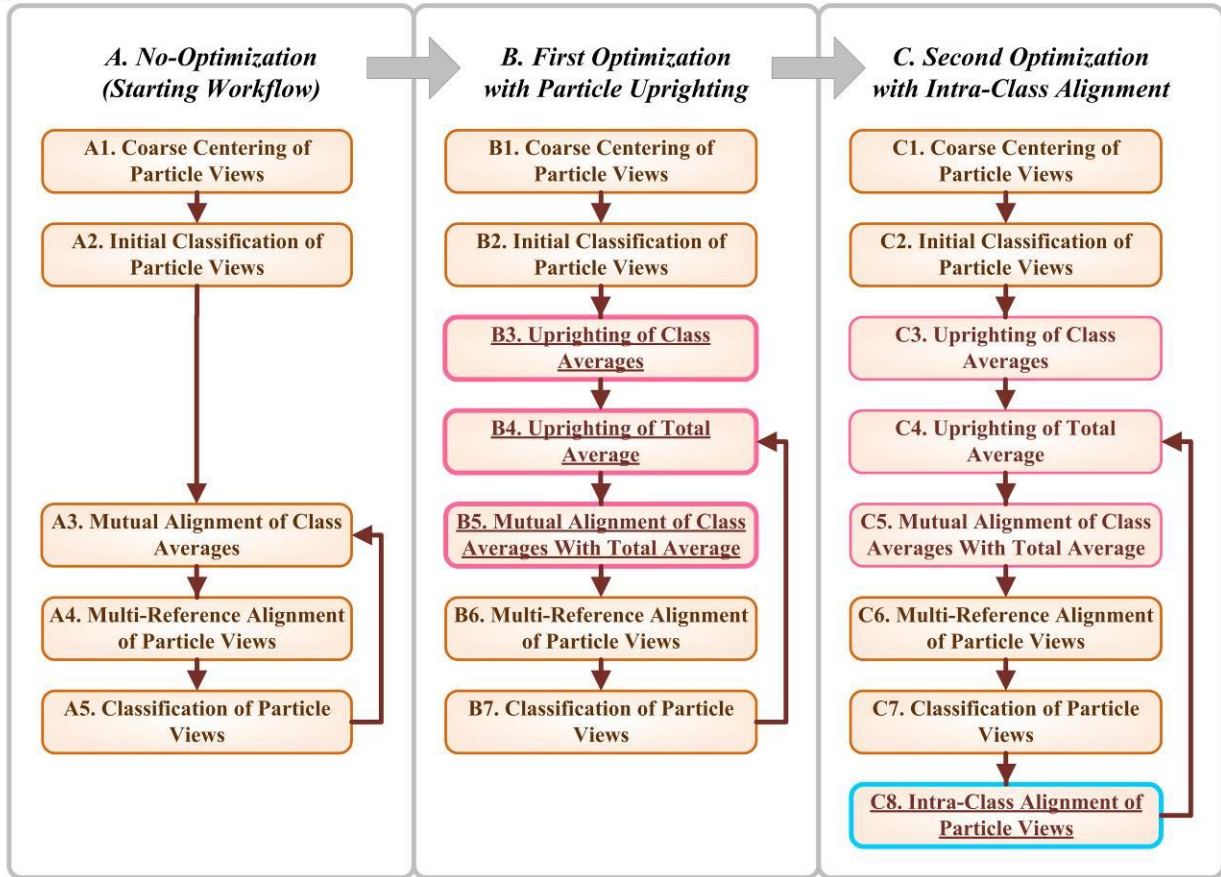 A. No-Optimization
(Starting Workflow)
A1. Coarse Centering of
Particle Views
A2. Initial Classification of
Particle Views
A3. Mutual Alignment of Class
Averages
A4. Multi-Reference Alignment
of Particle Views
A5. Classification of Particle
Views
B. First Optimization
with Particle Uprighting
B1. Coarse Centering of
Particle Views
B2. Initial Classification of
Particle Views
B3. Uprighting of Class
Averages
B4. Uprighting of Total
Average
B5. Mutual Alignment of Class
Averages With Total Average
B6. Multi-Reference Alignment
of Particle Views
B7. Classification of Particle
Views
C. Second Optimization
with Intra-Class Alignment
C1. Coarse Centering of
Particle Views
C2. Initial Classification of
Particle Views
C3. Uprighting of Class
Averages
C4. Uprighting of Total
Average
C5. Mutual Alignment of Class
Averages With Total Average
C6. Multi-Reference Alignment
of Particle Views
C7. Classification of Particle
Views
C8. Intra-Class Alignment of
Particle Views